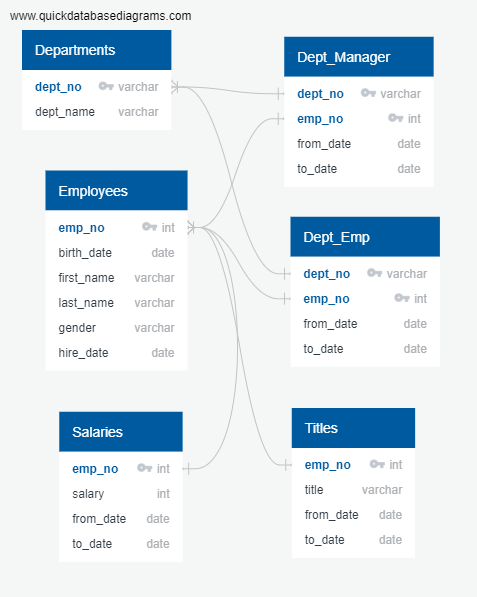 www.quickdatabasediagrams.com
Departments
dept_no varchar
dept_name varchar
Dept_Manager
dept_no varchar
emp_no int
from_date date
to_date date
Employees
emp_no int
birth_date date
first_name varchar
last_name varchar
gender varchar
hire_date date
Dept_Emp
dept_no varchar
emp_no int
from_date date
to_date date
Salaries
emp_no int
salary int
from_date date
to_date date
Titles
emp_no int
title varchar
from_date date
to_date date